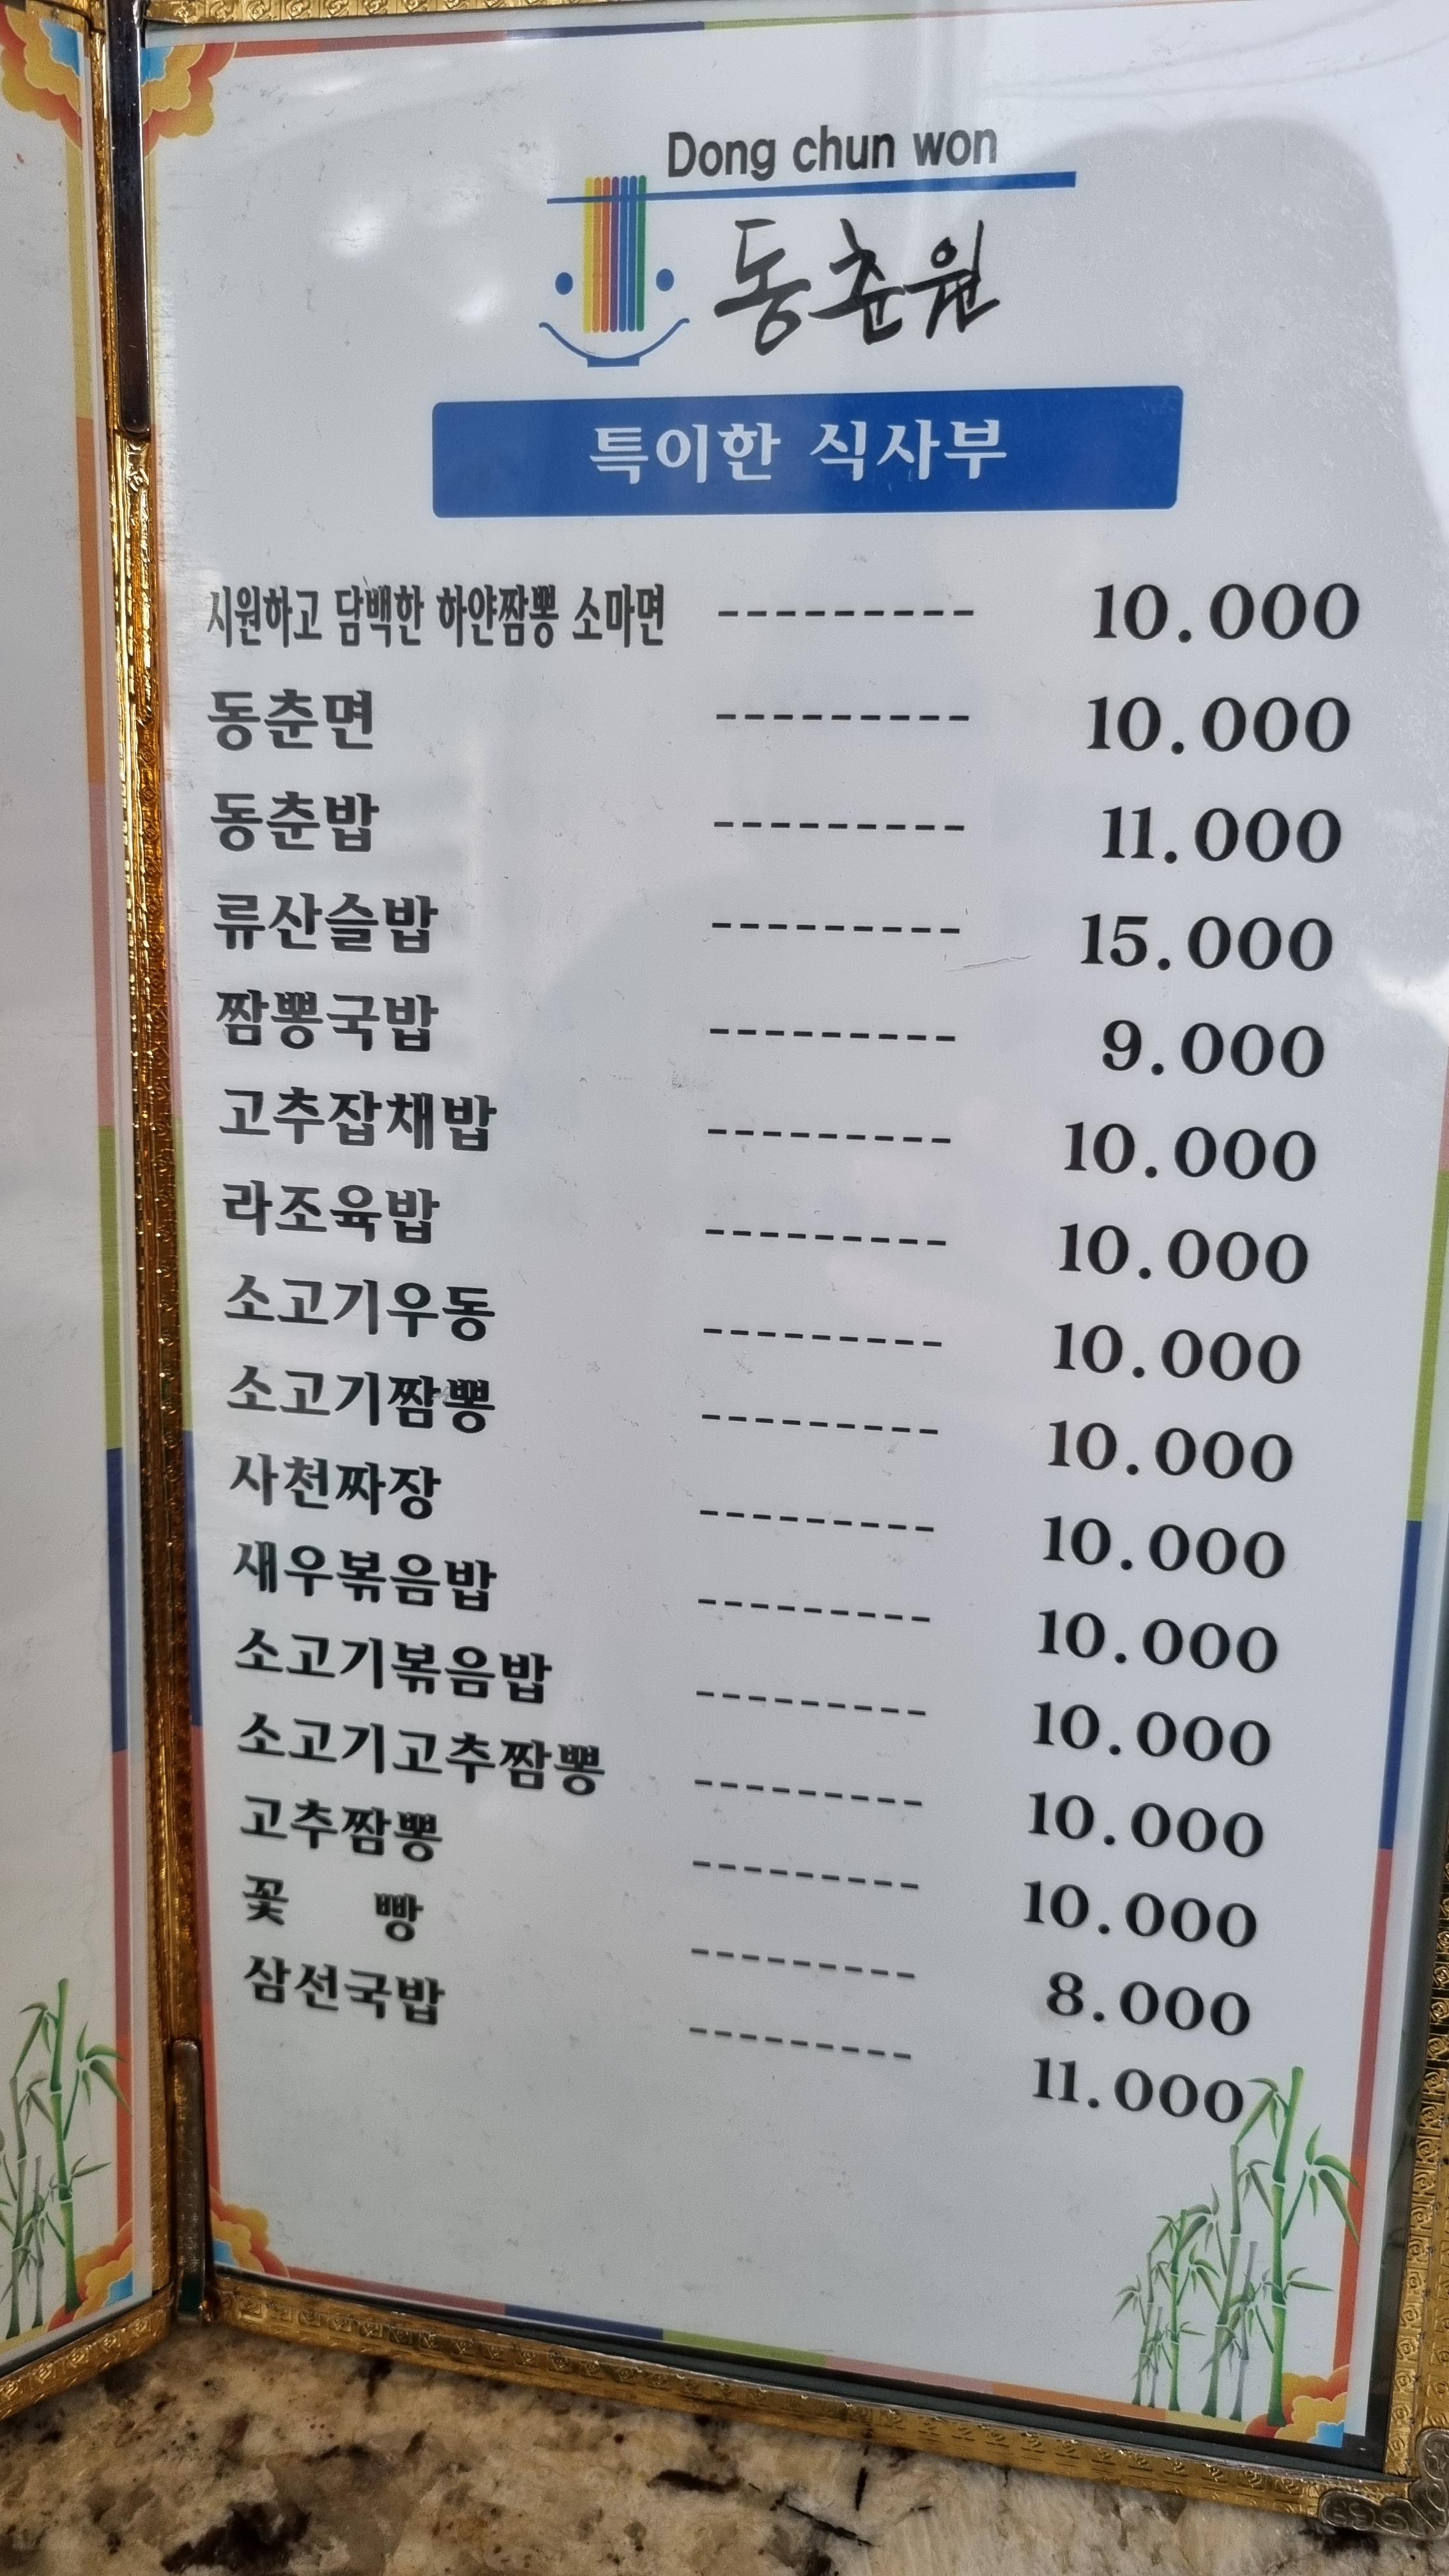 Dong chun won
동춘원
특이한 식사부
시원하고 담백한 하얀짬뽕 소마면 --------- 10.000
동춘면 --------- 10.000
동춘밥 --------- 11.000
류산슬밥 --------- 15.000
짬뽕국밥 --------- 9.000
고추잡채밥 --------- 10.000
라조육밥 --------- 10.000
소고기우동 --------- 10.000
소고기짬뽕 --------- 10.000
사천짜장 --------- 10.000
새우볶음밥 --------- 10.000
소고기볶음밥 --------- 10.000
소고기고추짬뽕 --------- 10.000
고추짬뽕 --------- 10.000
꽃 빵 --------- 8.000
삼선국밥 --------- 11.000